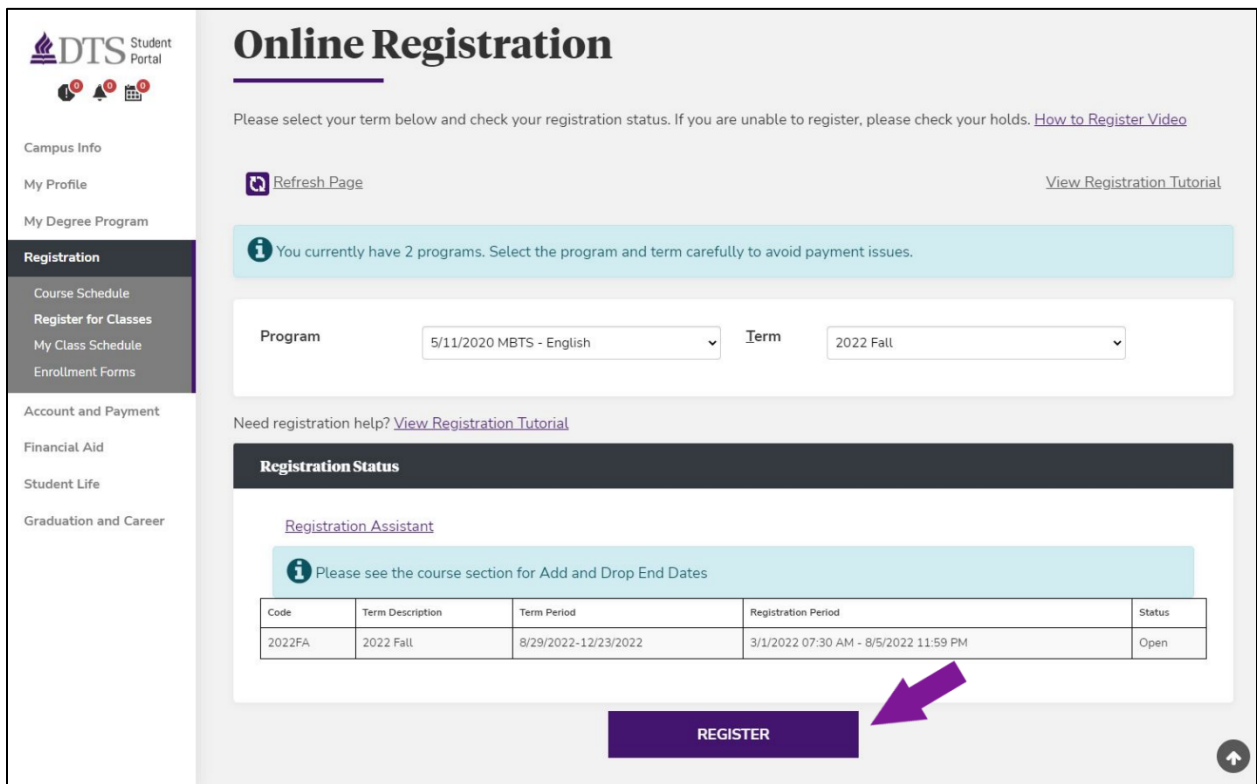 DTS Student Portal
0 0 0
Campus Info
My Profile
My Degree Program
Registration
Course Schedule
Register for Classes
My Class Schedule
Enrollment Forms
Account and Payment
Financial Aid
Student Life
Graduation and Career
Online Registration
Please select your term below and check your registration status. If you are unable to register, please check your holds. How to Register Video
Refresh Page
View Registration Tutorial
You currently have 2 programs. Select the program and term carefully to avoid payment issues.
Program 5/11/2020 MBTS - English Term 2022 Fall
Need registration help? View Registration Tutorial
Registration Status
Registration Assistant
Please see the course section for Add and Drop End Dates
Code Term Description Term Period Registration Period Status
2022FA 2022 Fall 8/29/2022-12/23/2022 3/1/2022 07:30 AM - 8/5/2022 11:59 PM Open
REGISTER